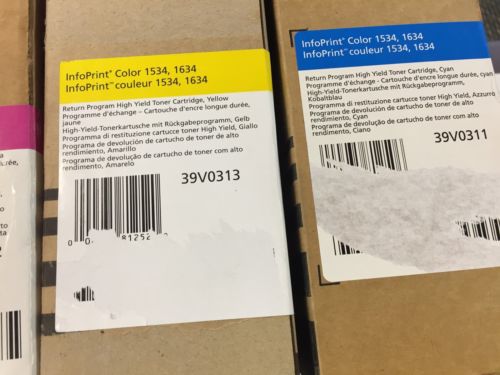 InfoPrint® Color 1534, 1634
InfoPrint™ couleur 1534, 1634
Return Program High Yield Toner Cartridge, Yellow
Programme d'échange – Cartouche d'encre longue durée,
jaune
High-Yield-Tonerkartusche mit Rückgabeprogramm, Gelb
Programma di restituzione cartucce toner High Yield, Giallo
Programa de devolución de cartucho de toner de alto
rendimiento, Amarillo
Programa de devolução de cartucho de toner com alto
rendimento, Amarelo
39V0313
0 0 81252
InfoPrint® Color 1534, 1634
InfoPrint™ couleur 1534, 1634
Return Program High Yield Toner Cartridge, Cyan
Programme d'échange – Cartouche d'encre longue durée, cyan
High-Yield-Tonerkartusche mit Rückgabeprogramm,
Kobaltblau
Programma di restituzione cartucce toner High Yield, Azzurro
Programa de devolución de cartucho de toner de alto
rendimiento, Cyan
Programa de devolução de cartucho de toner com alto
rendimento, Ciano
39V0311